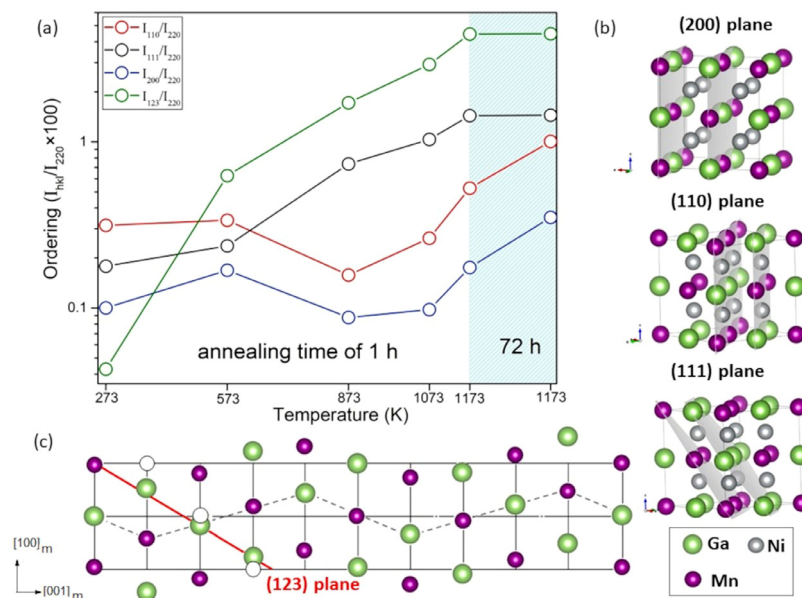 (a)
I110/I220
I111/I220
I200/I220
I123/I220
Ordering (Ihkl/I220 ×100)
1
0.1
annealing time of 1 h
72 h
273
573
873
1073
1173
1173
Temperature (K)
(b)
(200) plane
(110) plane
(111) plane
Ga
Ni
Mn
(c)
[100]m
[001]m
(123) plane